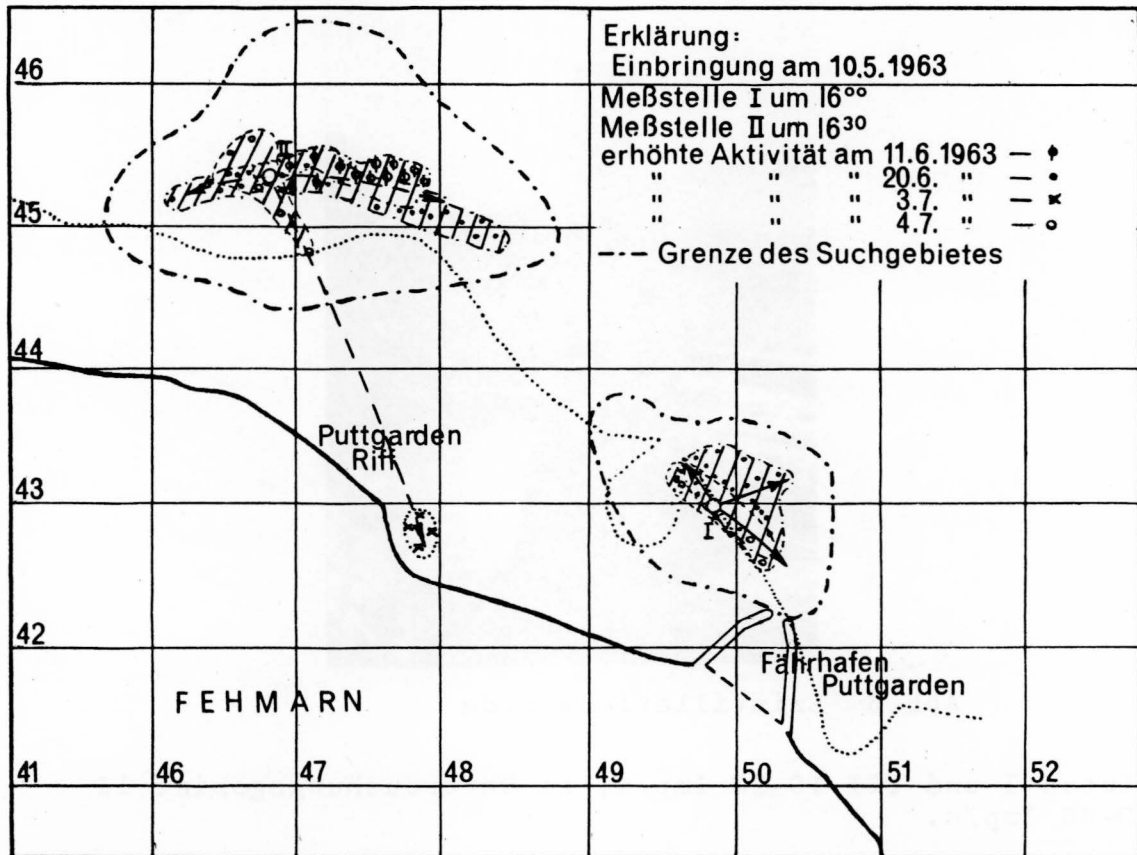 Erklärung:
Einbringung am 10.5.1963
Meßstelle I um 16⁰⁰
Meßstelle II um 16³⁰
erhöhte Aktivität am 11.6.1963 —
" " " 20.6. " —
" " " 3.7. " —
" " " 4.7. " —
Grenze des Suchgebietes
46
45
II
44
Puttgarden
Riff
43
I
42
Fährhafen
Puttgarden
FEHMARN
41 46 47 48 49 50 51 52